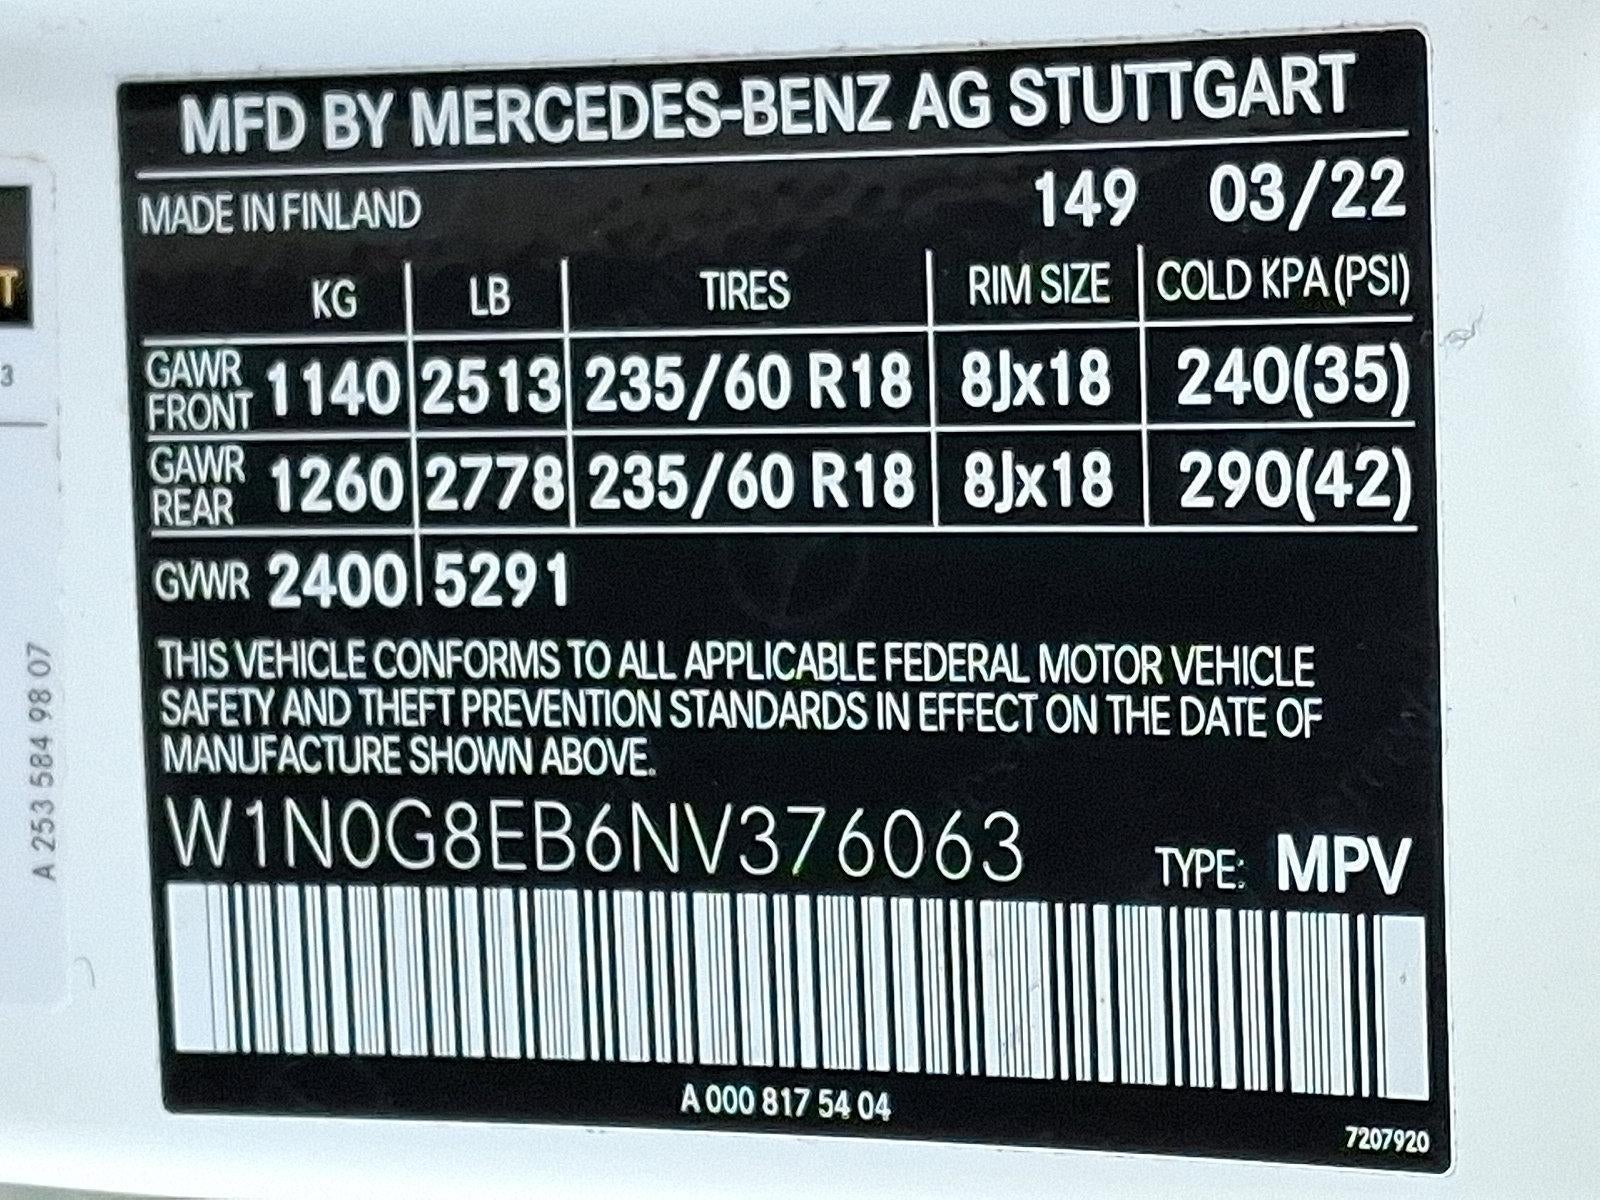 MFD BY MERCEDES-BENZ AG STUTTGART
MADE IN FINLAND 149 03/22
KG LB TIRES RIM SIZE COLD KPA (PSI)
GAWR FRONT 1140 2513 235/60 R18 8Jx18 240(35)
GAWR REAR 1260 2778 235/60 R18 8Jx18 290(42)
GVWR 2400 5291
THIS VEHICLE CONFORMS TO ALL APPLICABLE FEDERAL MOTOR VEHICLE
SAFETY AND THEFT PREVENTION STANDARDS IN EFFECT ON THE DATE OF
MANUFACTURE SHOWN ABOVE.
W1N0G8EB6NV376063 TYPE: MPV
A 000 817 54 04
7207920
T
3
A 253 584 98 07